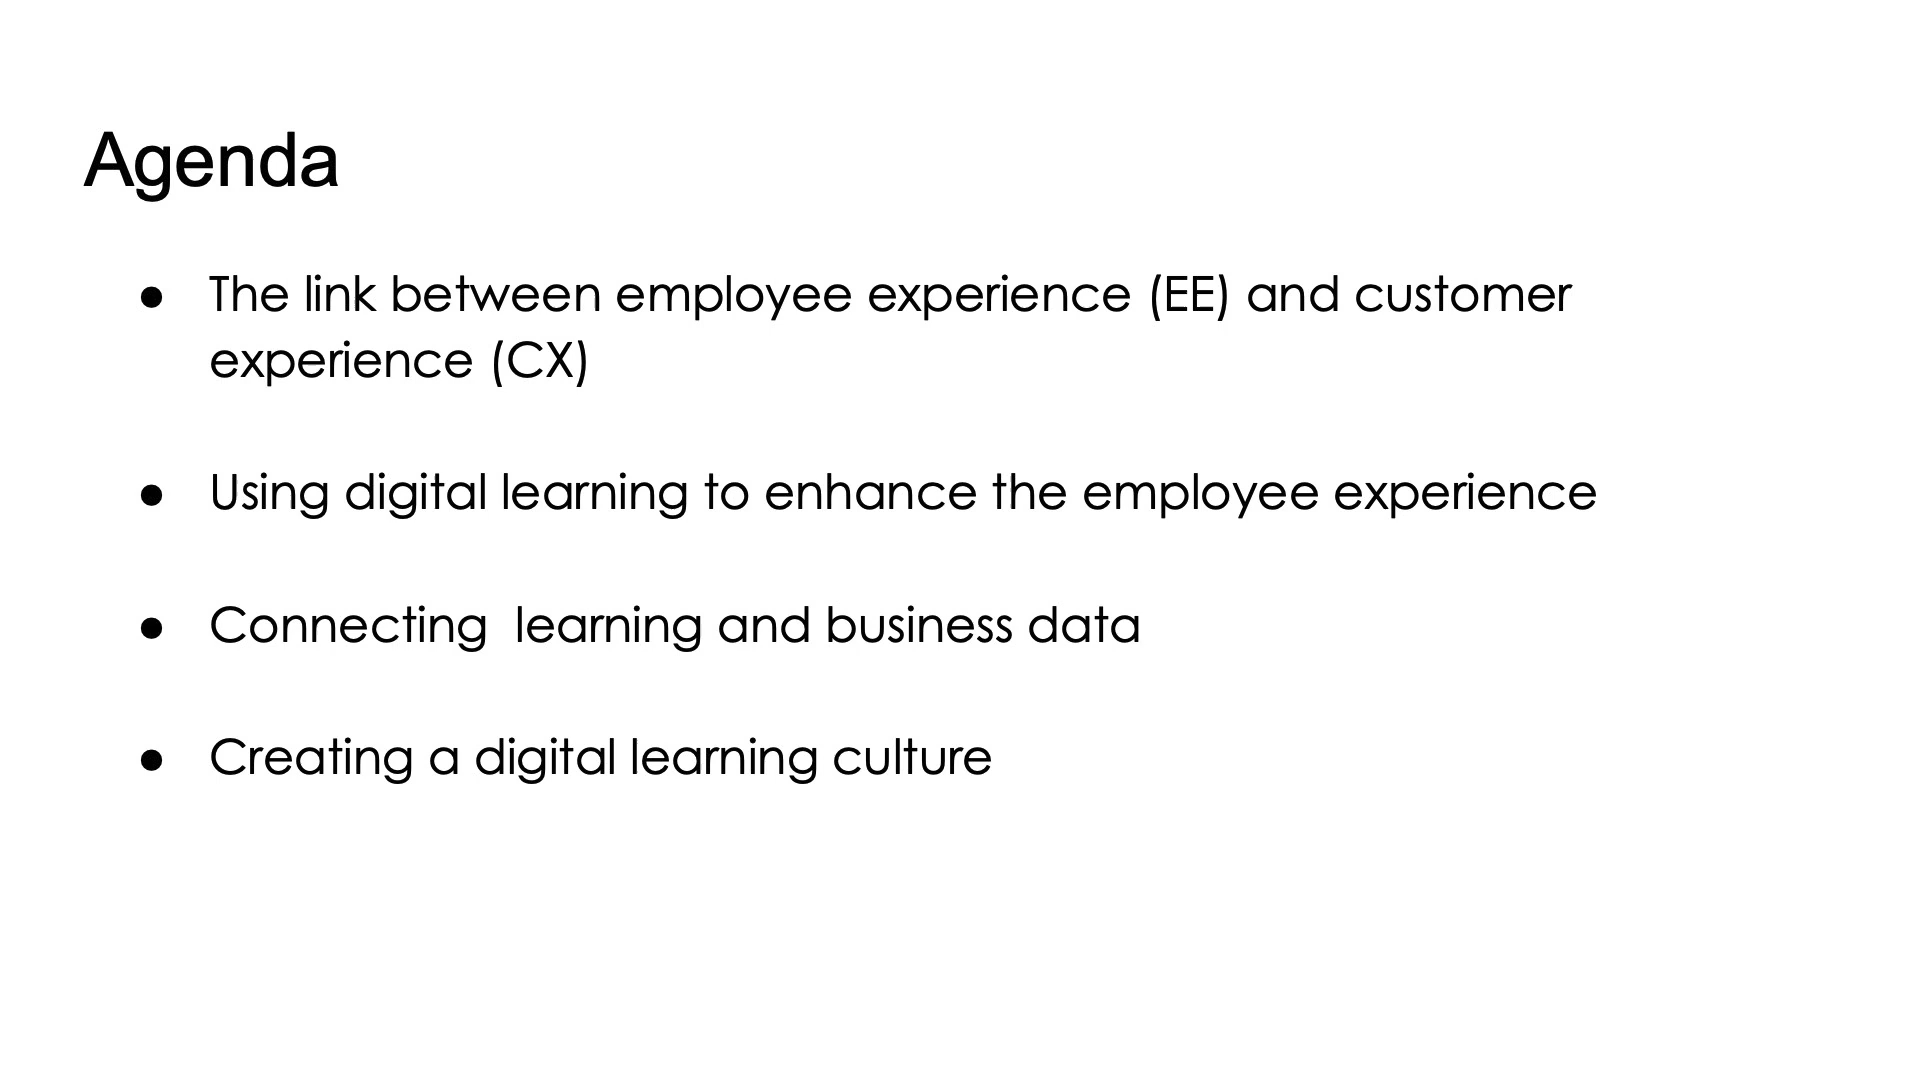 Agenda
● The link between employee experience (EE) and customer
experience (CX)
● Using digital learning to enhance the employee experience
● Connecting  learning and business data
● Creating a digital learning culture